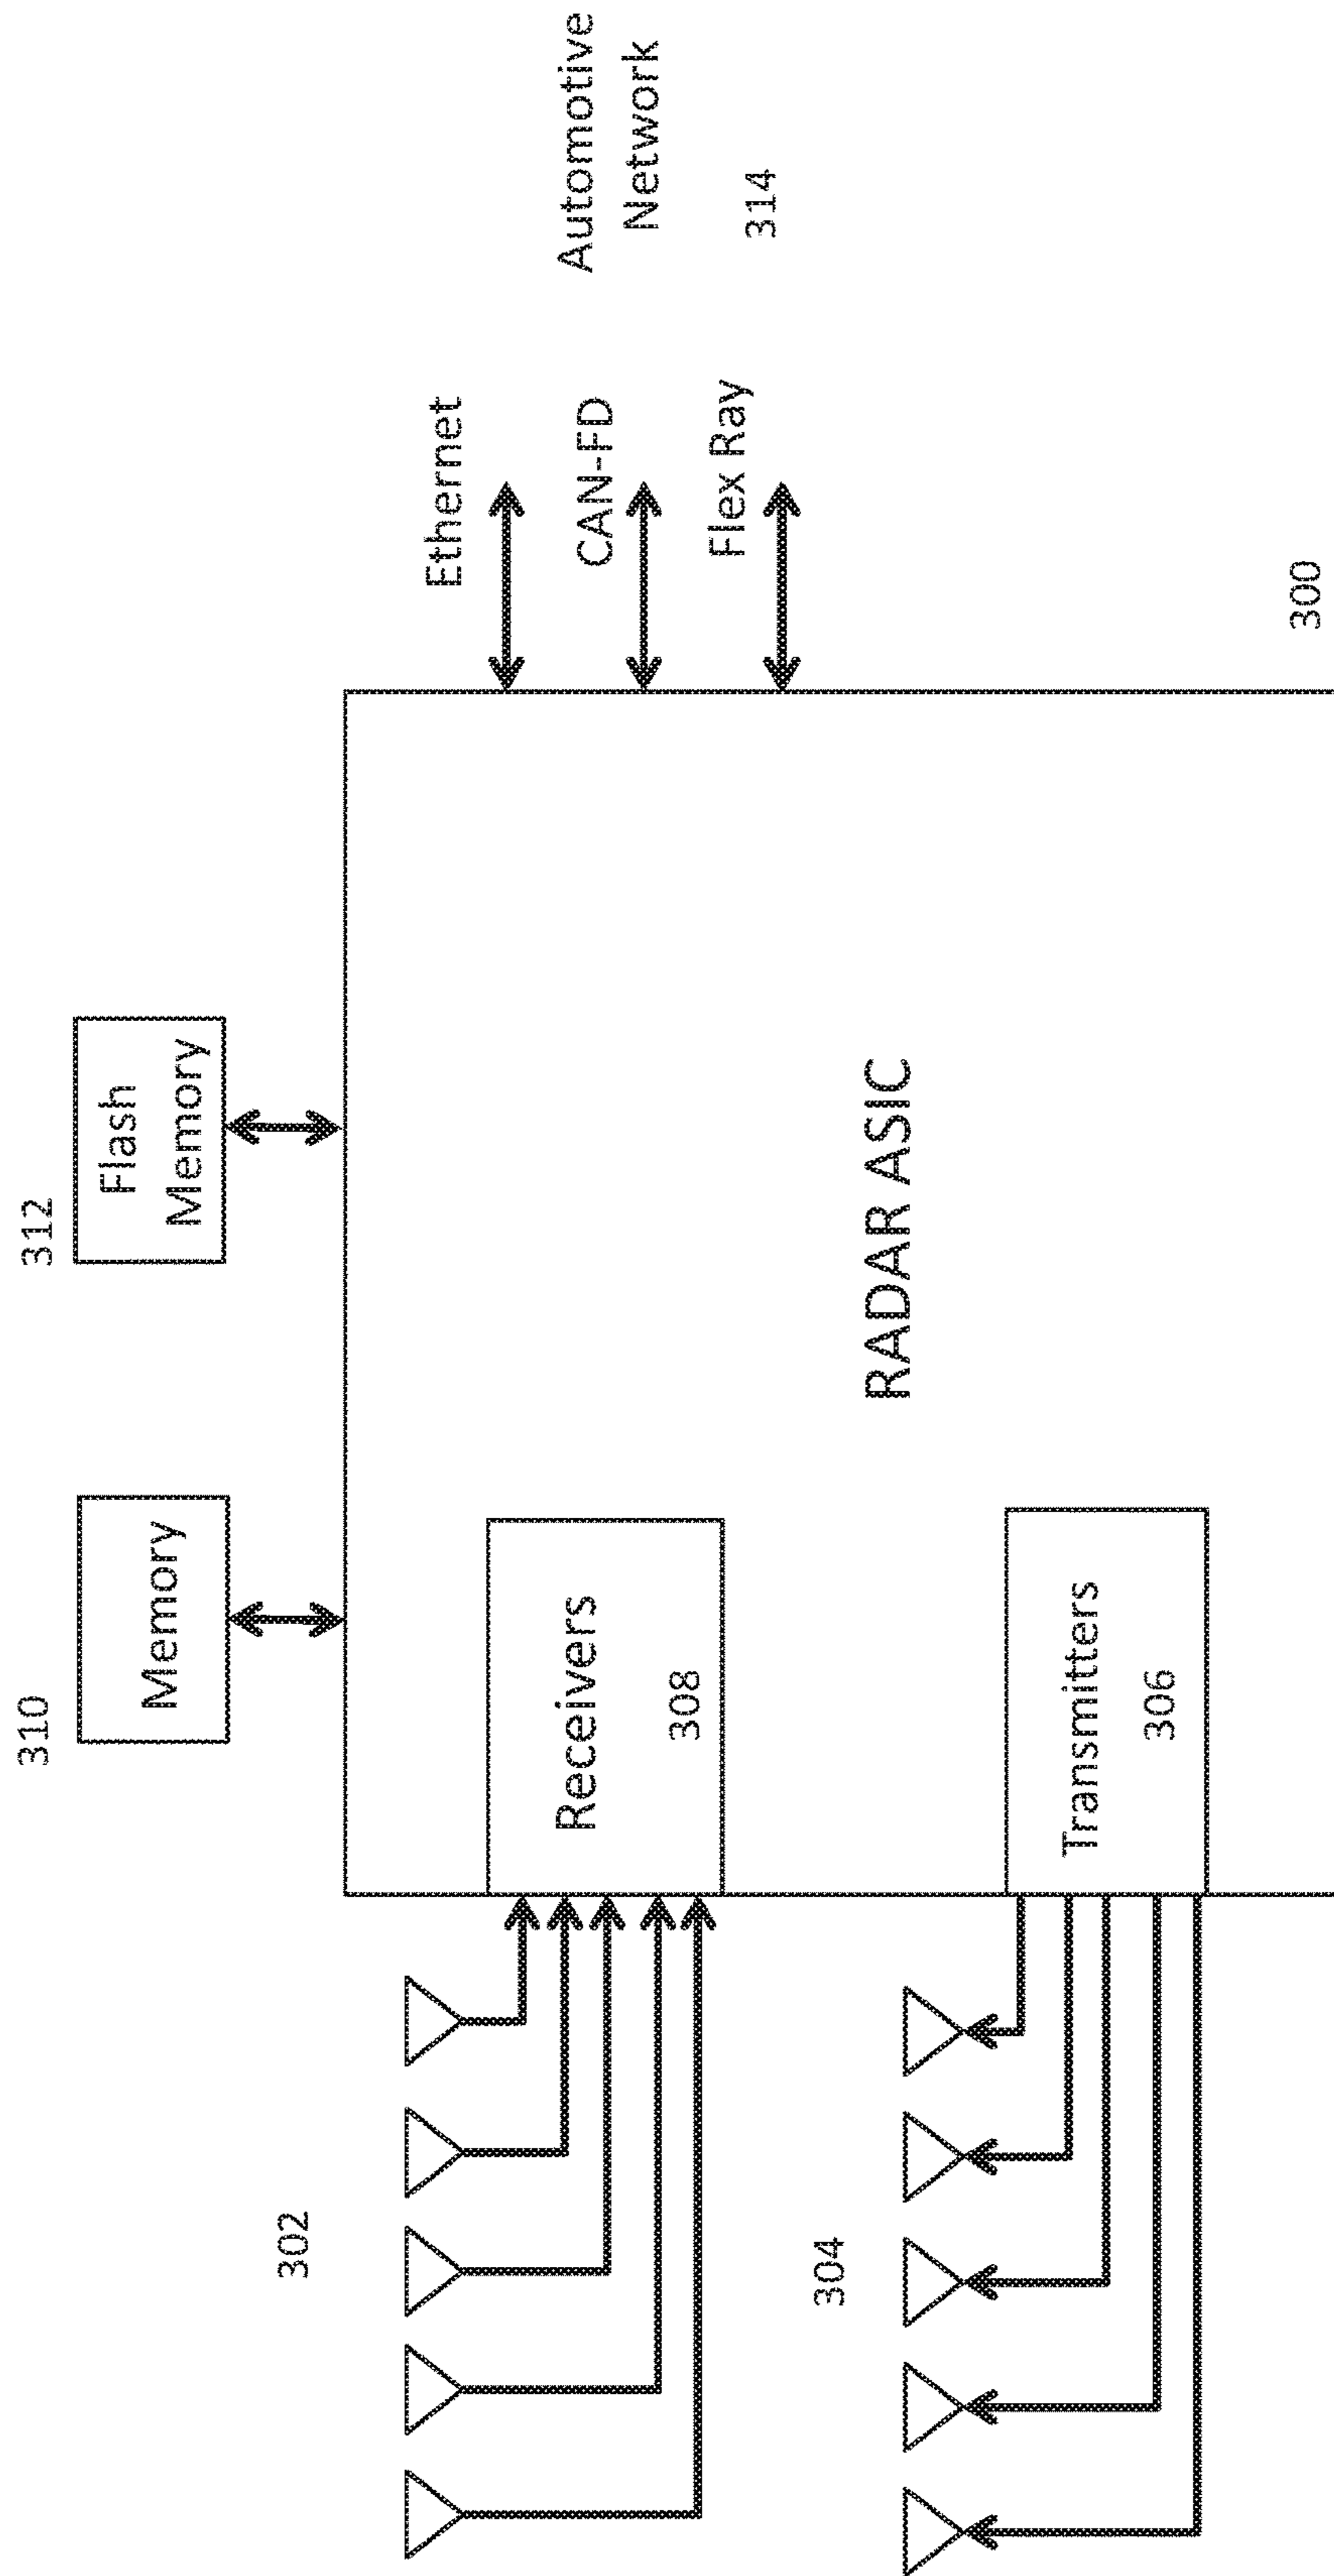 310
Memory
312
Flash
Memory
302
Receivers
308
RADAR ASIC
304
Transmitters
306
Ethernet
CAN-FD
Flex Ray
Automotive
Network
314
300